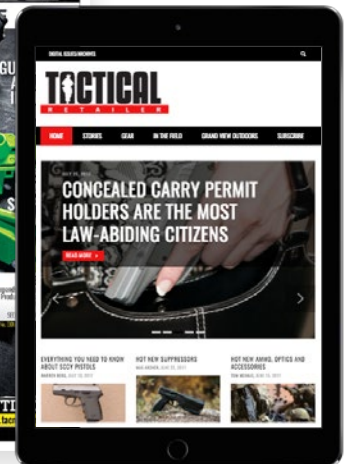 DIGITAL ISSUES/ARCHIVES
TACTICAL
RETAILER
HOME STORIES GEAR IN THE FIELD GRAND VIEW OUTDOORS SUBSCRIBE
CONCEALED CARRY PERMIT
HOLDERS ARE THE MOST
LAW-ABIDING CITIZENS
READ MORE >
EVERYTHING YOU NEED TO KNOW
ABOUT SCCY PISTOLS
HOT NEW SUPPRESSORS
HOT NEW AMMO, OPTICS AND
ACCESSORIES
GU